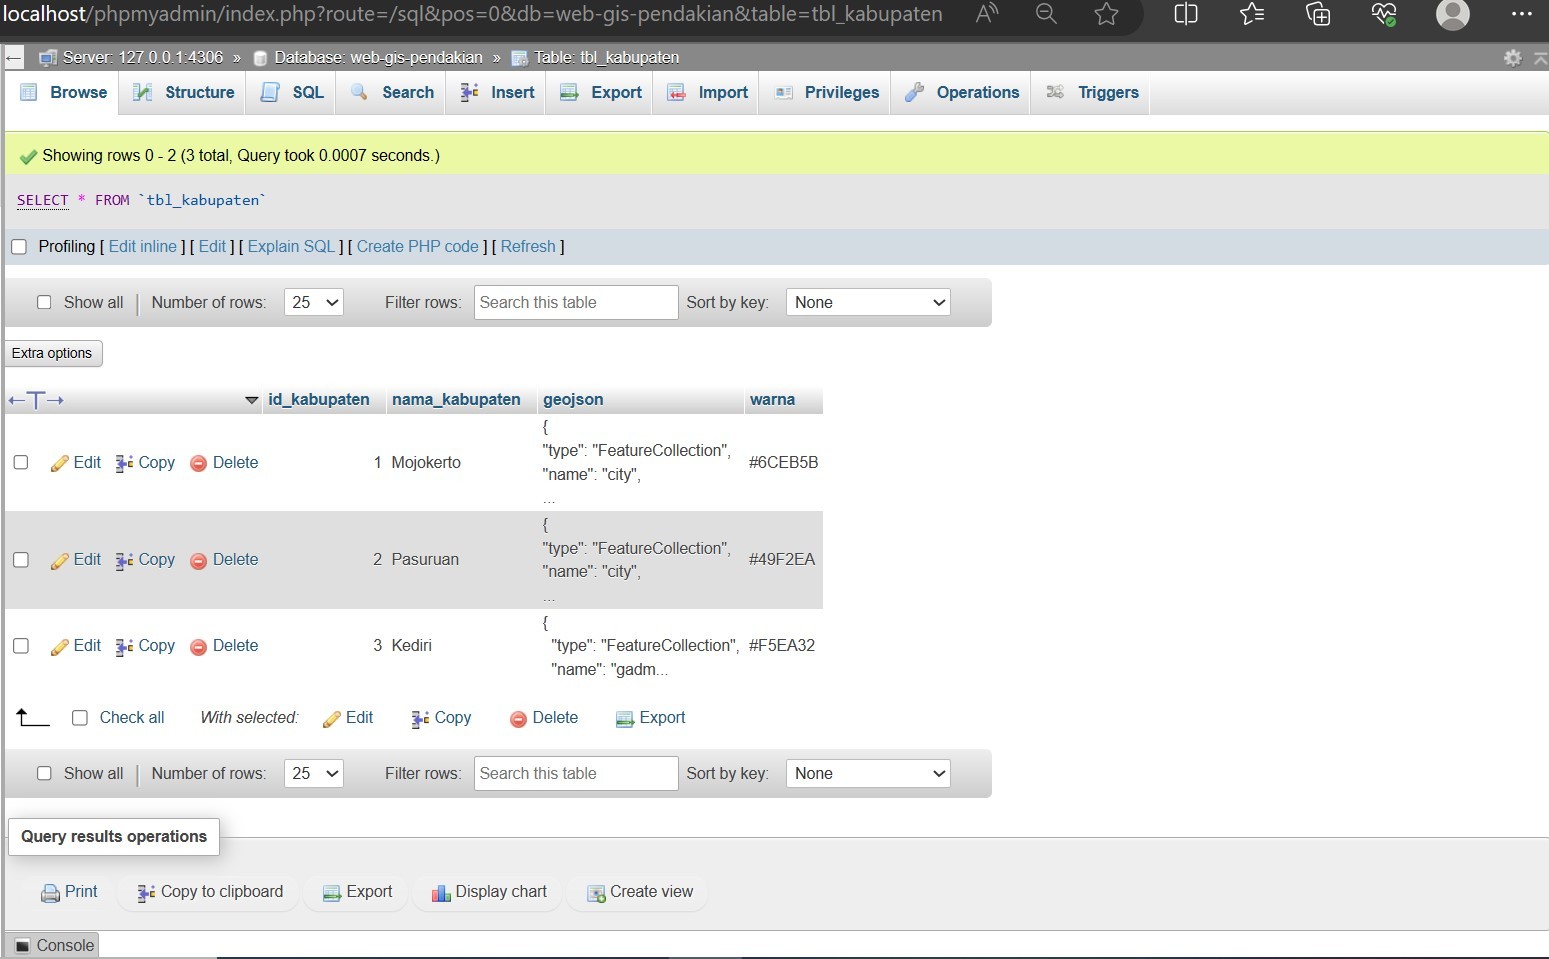 localhost/phpmyadmin/index.php?route=/sql&pos=0&db=web-gis-pendakian&table=tbl_kabupaten
Server: 127.0.0.1:4306 » Database: web-gis-pendakian » Table: tbl_kabupaten
Browse Structure SQL Search Insert Export Import Privileges Operations Triggers
Showing rows 0 - 2 (3 total, Query took 0.0007 seconds.)
SELECT * FROM `tbl_kabupaten`
Profiling [ Edit inline ] [ Edit ] [ Explain SQL ] [ Create PHP code ] [ Refresh ]
Show all Number of rows: 25 Filter rows: Search this table Sort by key: None
Extra options
id_kabupaten nama_kabupaten geojson warna
{
"type": "FeatureCollection",
Edit Copy Delete 1 Mojokerto #6CEB5B
"name": "city",
...
{
"type": "FeatureCollection",
Edit Copy Delete 2 Pasuruan #49F2EA
"name": "city",
...
{
Edit Copy Delete 3 Kediri "type": "FeatureCollection", #F5EA32
"name": "gadm...
Check all With selected: Edit Copy Delete Export
Show all Number of rows: 25 Filter rows: Search this table Sort by key: None
Query results operations
Print Copy to clipboard Export Display chart Create view
Console